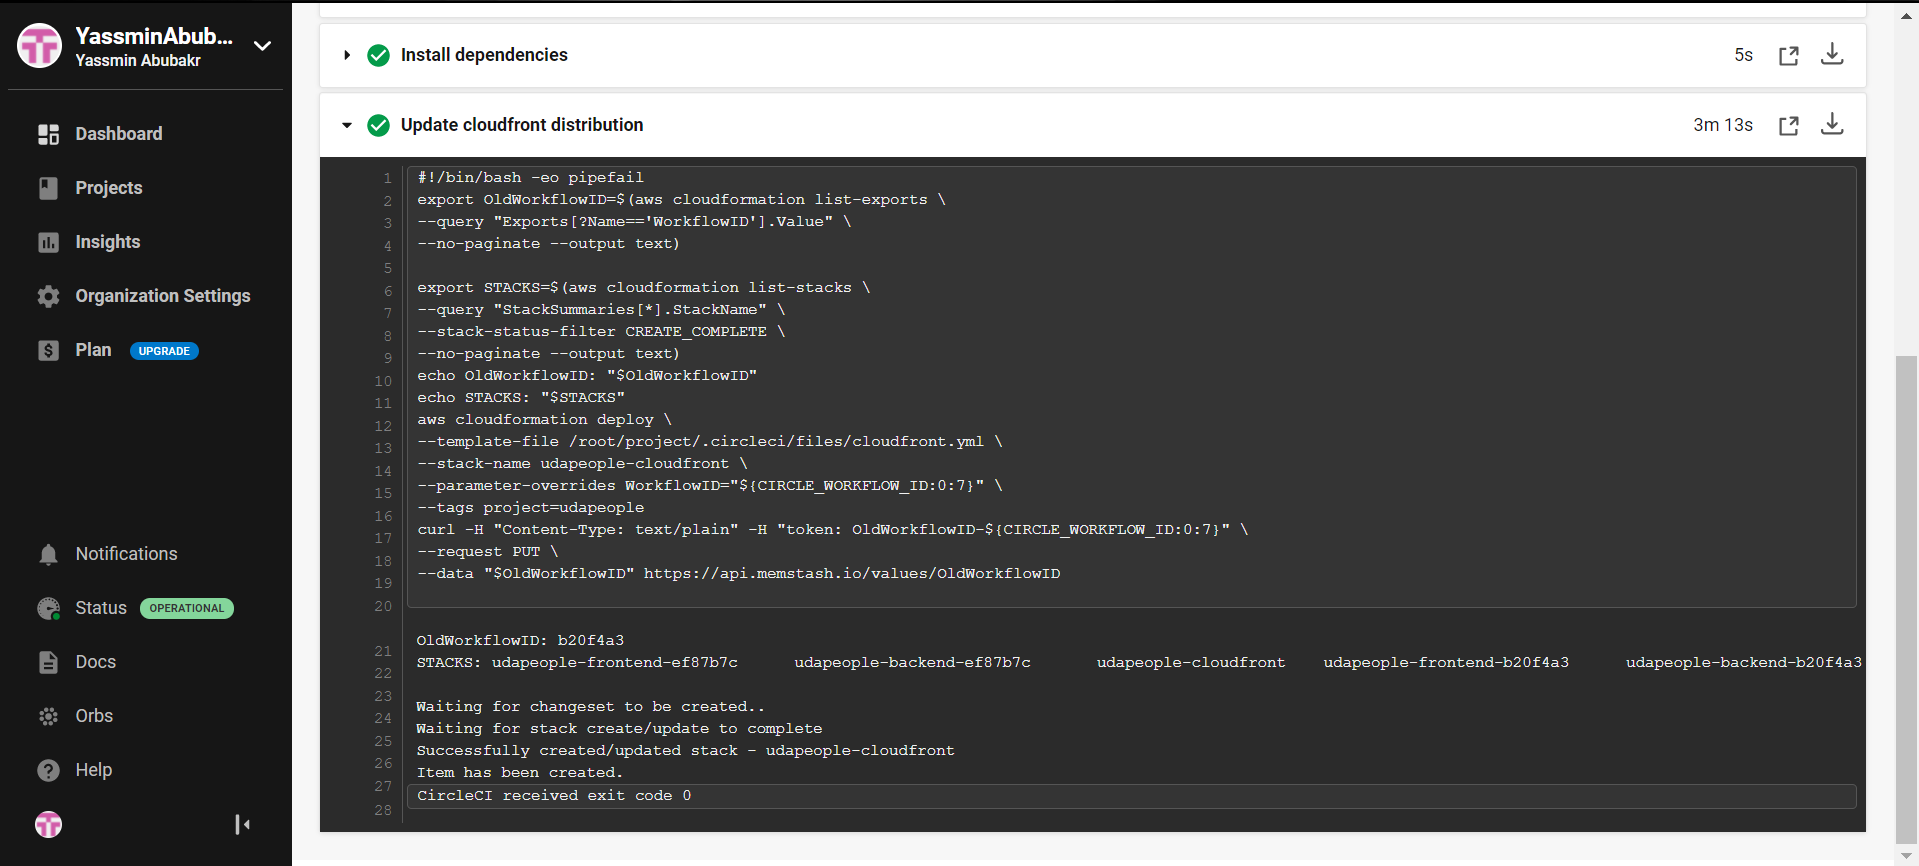 YassminAbub...
Yassmin Abubakr
Dashboard
Projects
Insights
Organization Settings
Plan UPGRADE
Notifications
Status OPERATIONAL
Docs
Orbs
Help
Install dependencies 5s
Update cloudfront distribution 3m 13s
1 #!/bin/bash -eo pipefail
2 export OldWorkflowID=$(aws cloudformation list-exports \
3 --query "Exports[?Name=='WorkflowID'].Value" \
4 --no-paginate --output text)
5
6 export STACKS=$(aws cloudformation list-stacks \
7 --query "StackSummaries[*].StackName" \
8 --stack-status-filter CREATE_COMPLETE \
9 --no-paginate --output text)
10 echo OldWorkflowID: "$OldWorkflowID"
11 echo STACKS: "$STACKS"
12 aws cloudformation deploy \
13 --template-file /root/project/.circleci/files/cloudfront.yml \
14 --stack-name udapeople-cloudfront \
15 --parameter-overrides WorkflowID="${CIRCLE_WORKFLOW_ID:0:7}" \
16 --tags project=udapeople
17 curl -H "Content-Type: text/plain" -H "token: OldWorkflowID-${CIRCLE_WORKFLOW_ID:0:7}" \
18 --request PUT \
19 --data "$OldWorkflowID" https://api.memstash.io/values/OldWorkflowID
20
21 OldWorkflowID: b20f4a3
22 STACKS: udapeople-frontend-ef87b7c udapeople-backend-ef87b7c udapeople-cloudfront udapeople-frontend-b20f4a3 udapeople-backend-b20f4a3
23
24 Waiting for changeset to be created..
25 Waiting for stack create/update to complete
26 Successfully created/updated stack - udapeople-cloudfront
27 Item has been created.
28 CircleCI received exit code 0